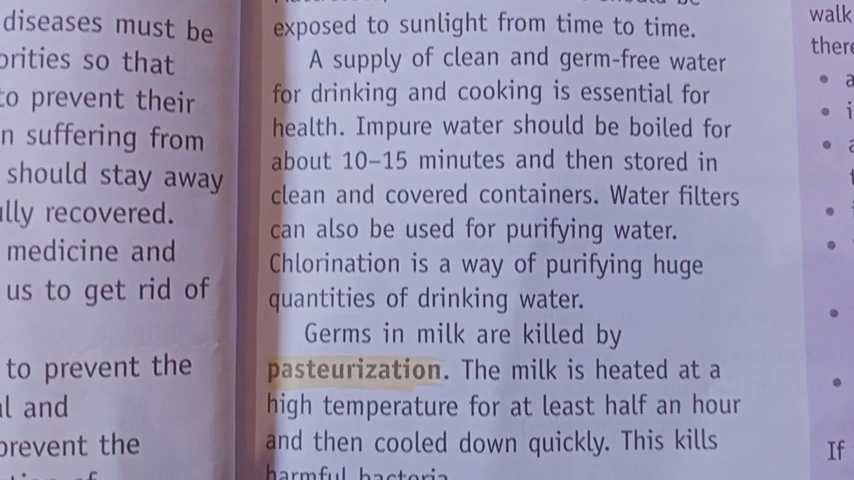 diseases must be
so that
to prevent their
suffering from
should stay away
recovered.
medicine and
us to get rid of
to prevent the
and
prevent the
exposed to sunlight from time to time.
A supply of clean and germ-free water
for drinking and cooking is essential for
health. Impure water should be boiled for
about 10–15 minutes and then stored in
clean and covered containers. Water filters
can also be used for purifying water.
Chlorination is a way of purifying huge
quantities of drinking water.
Germs in milk are killed by
pasteurization. The milk is heated at a
high temperature for at least half an hour
and then cooled down quickly. This kills
harmful bacteria
walk
If